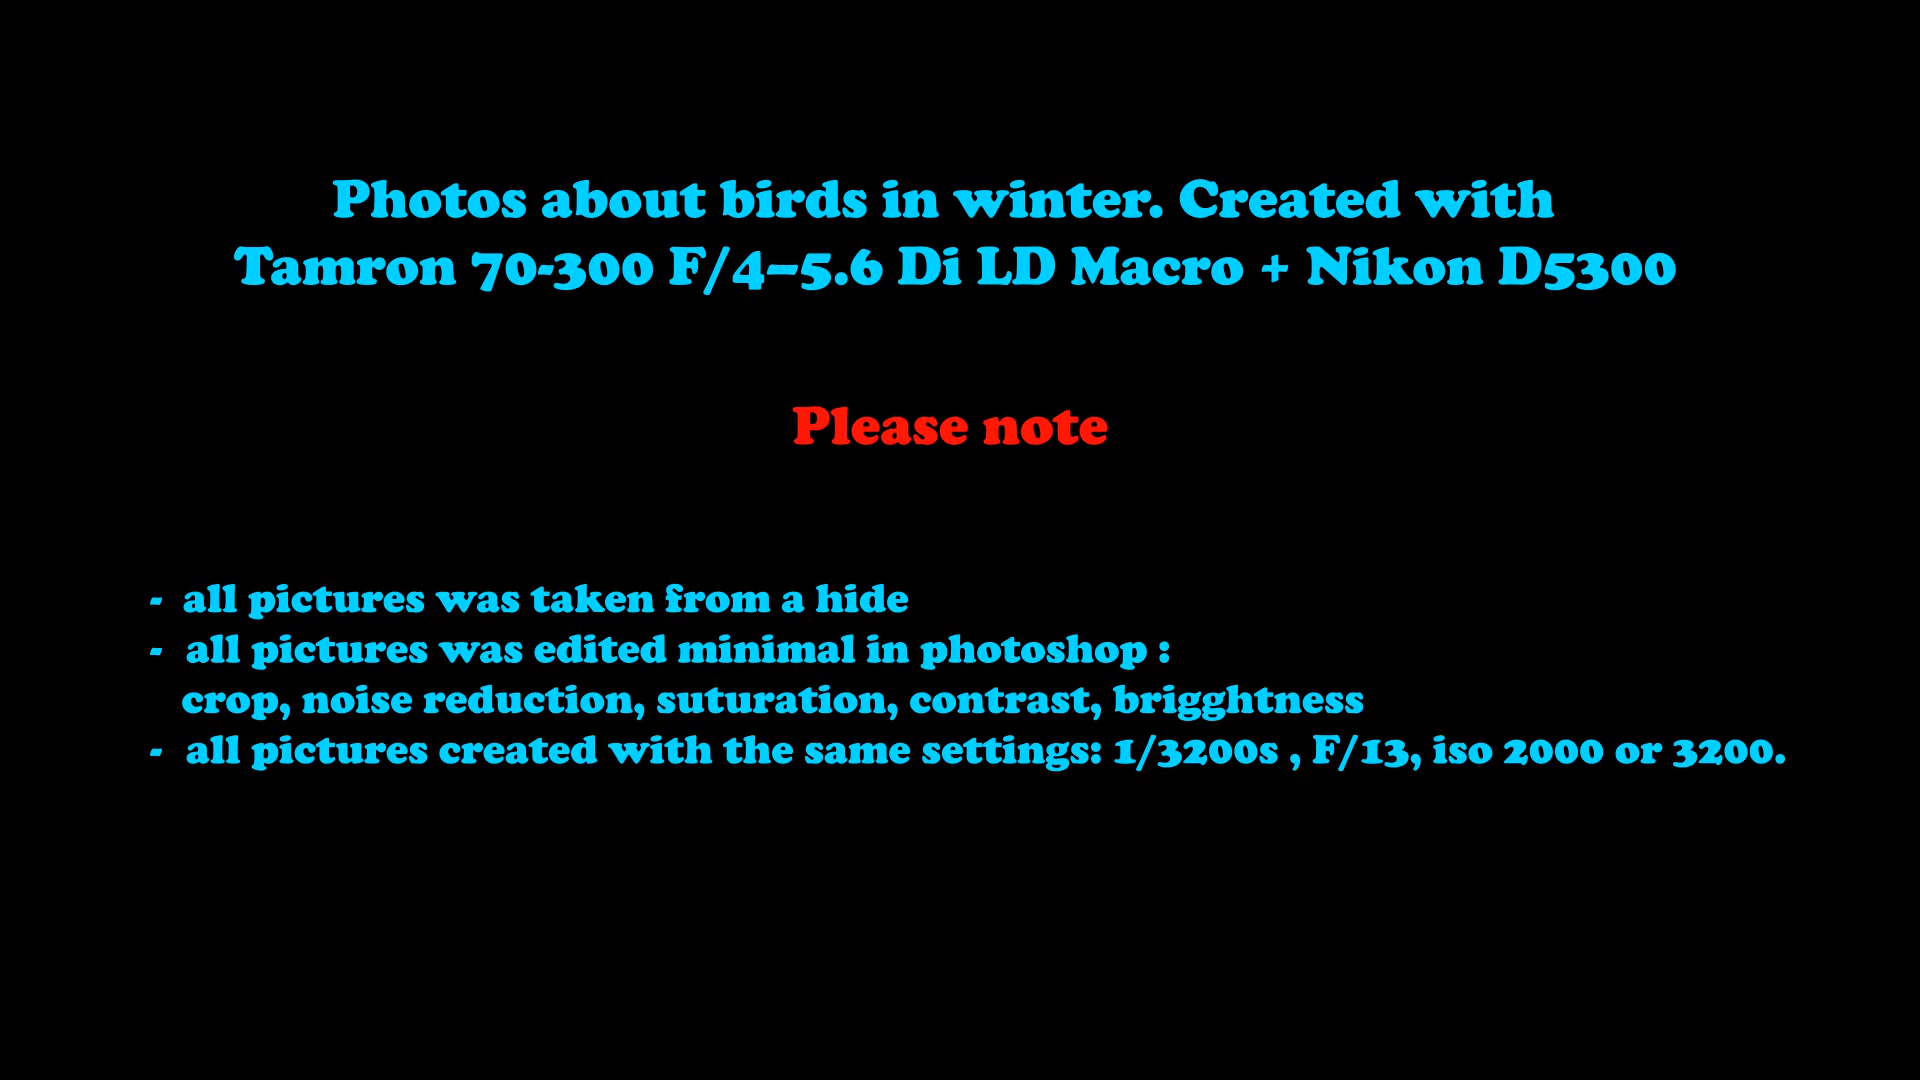 Photos about birds in winter. Created with
Tamron 70-300 F/4–5.6 Di LD Macro + Nikon D5300
Please note
- all pictures was taken from a hide
- all pictures was edited minimal in photoshop :
crop, noise reduction, suturation, contrast, brigghtness
- all pictures created with the same settings: 1/3200s , F/13, iso 2000 or 3200.